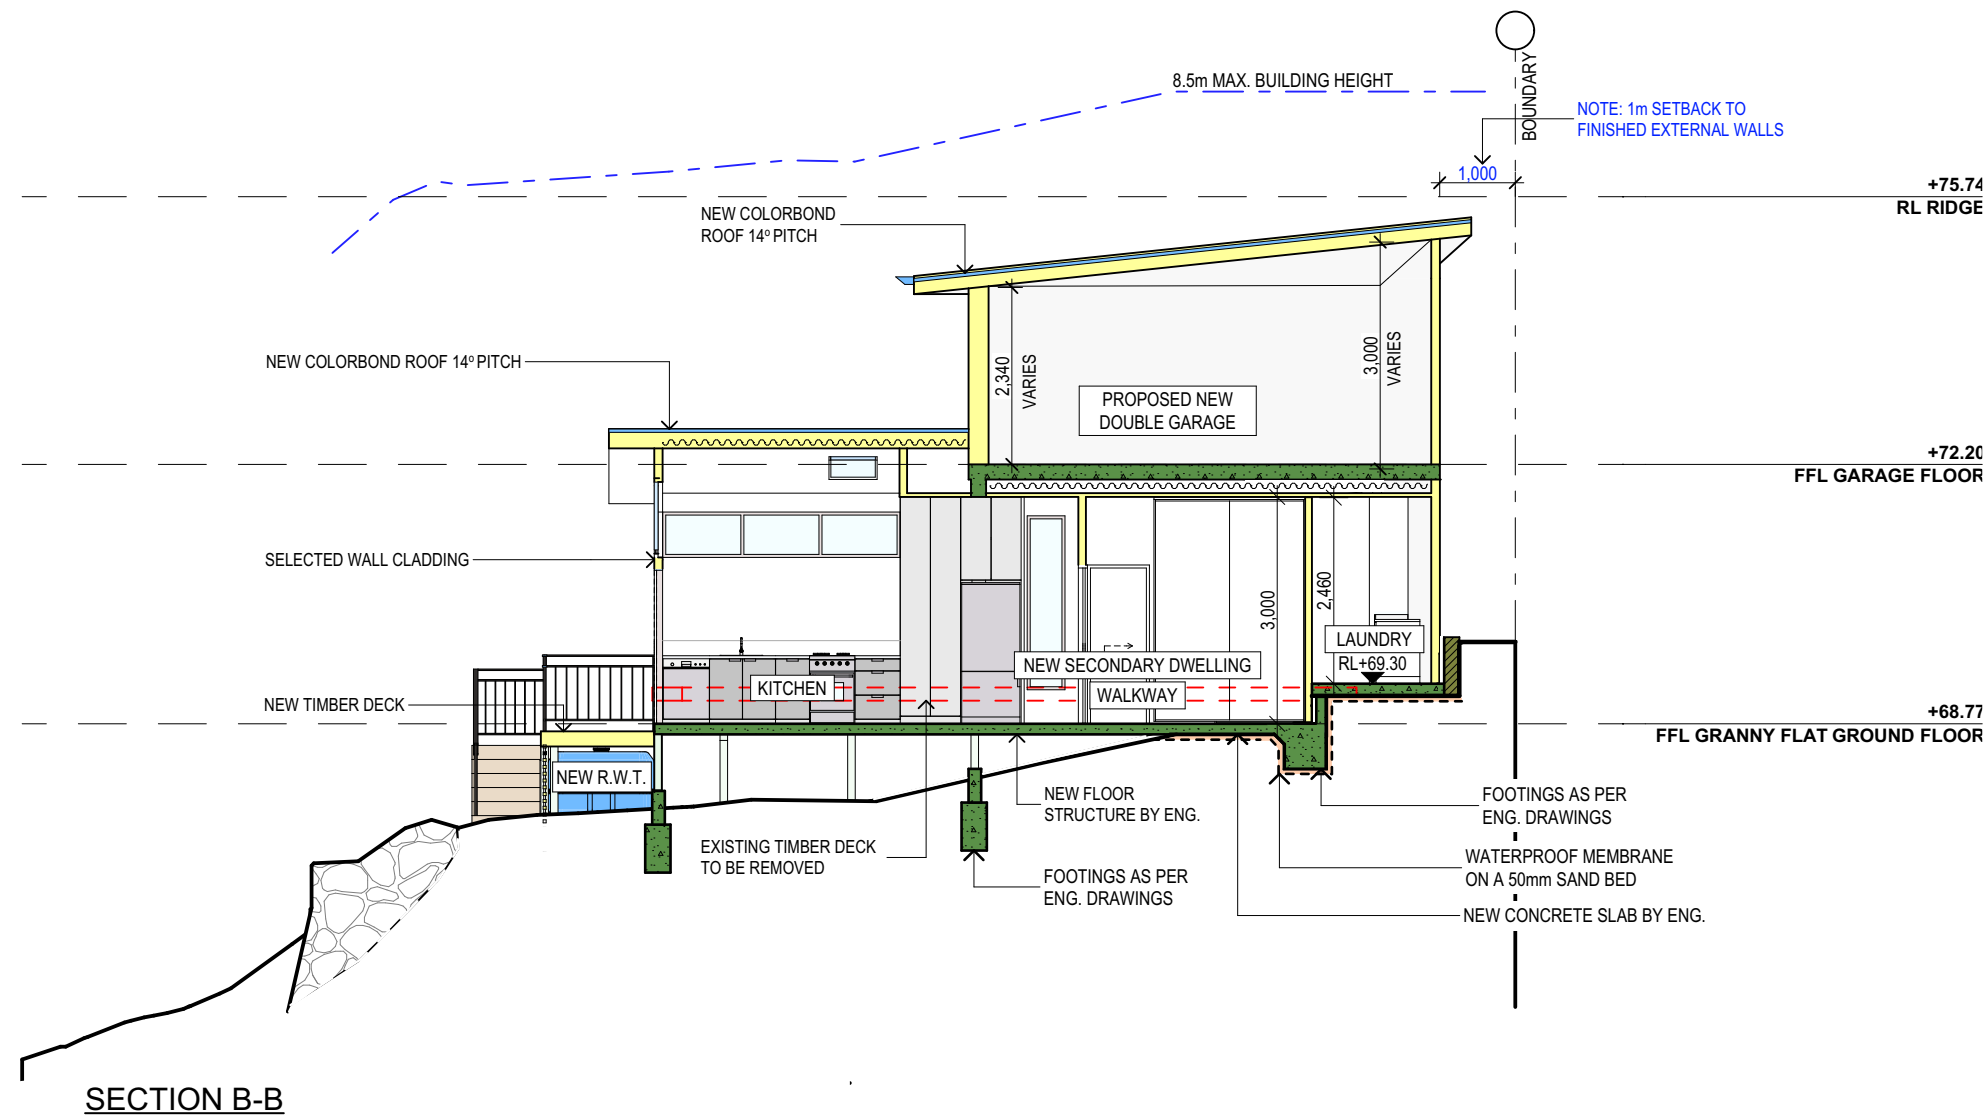 8.5m MAX. BUILDING HEIGHT
BOUNDARY
NOTE: 1m SETBACK TO
FINISHED EXTERNAL WALLS
1,000
+75.74
RL RIDGE
NEW COLORBOND
ROOF 14º PITCH
NEW COLORBOND ROOF 14º PITCH
2,340
VARIES
3,000
VARIES
PROPOSED NEW
DOUBLE GARAGE
+72.20
FFL GARAGE FLOOR
SELECTED WALL CLADDING
3,000
2,460
LAUNDRY
RL+69.30
NEW SECONDARY DWELLING
KITCHEN
WALKWAY
NEW TIMBER DECK
+68.77
FFL GRANNY FLAT GROUND FLOOR
NEW R.W.T.
NEW FLOOR
STRUCTURE BY ENG.
FOOTINGS AS PER
ENG. DRAWINGS
EXISTING TIMBER DECK
TO BE REMOVED
WATERPROOF MEMBRANE
ON A 50mm SAND BED
FOOTINGS AS PER
ENG. DRAWINGS
NEW CONCRETE SLAB BY ENG.
SECTION B-B